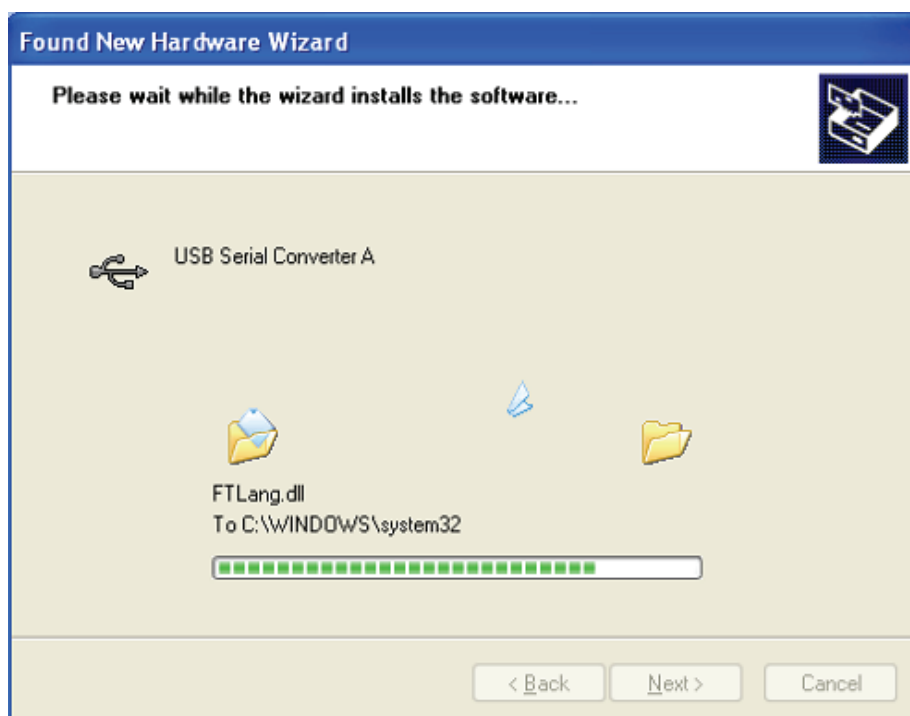 Found New Hardware Wizard
Please wait while the wizard installs the software...
USB Serial Converter A
FTLang.dll
To C:\WINDOWS\system32
< Back
Next >
Cancel